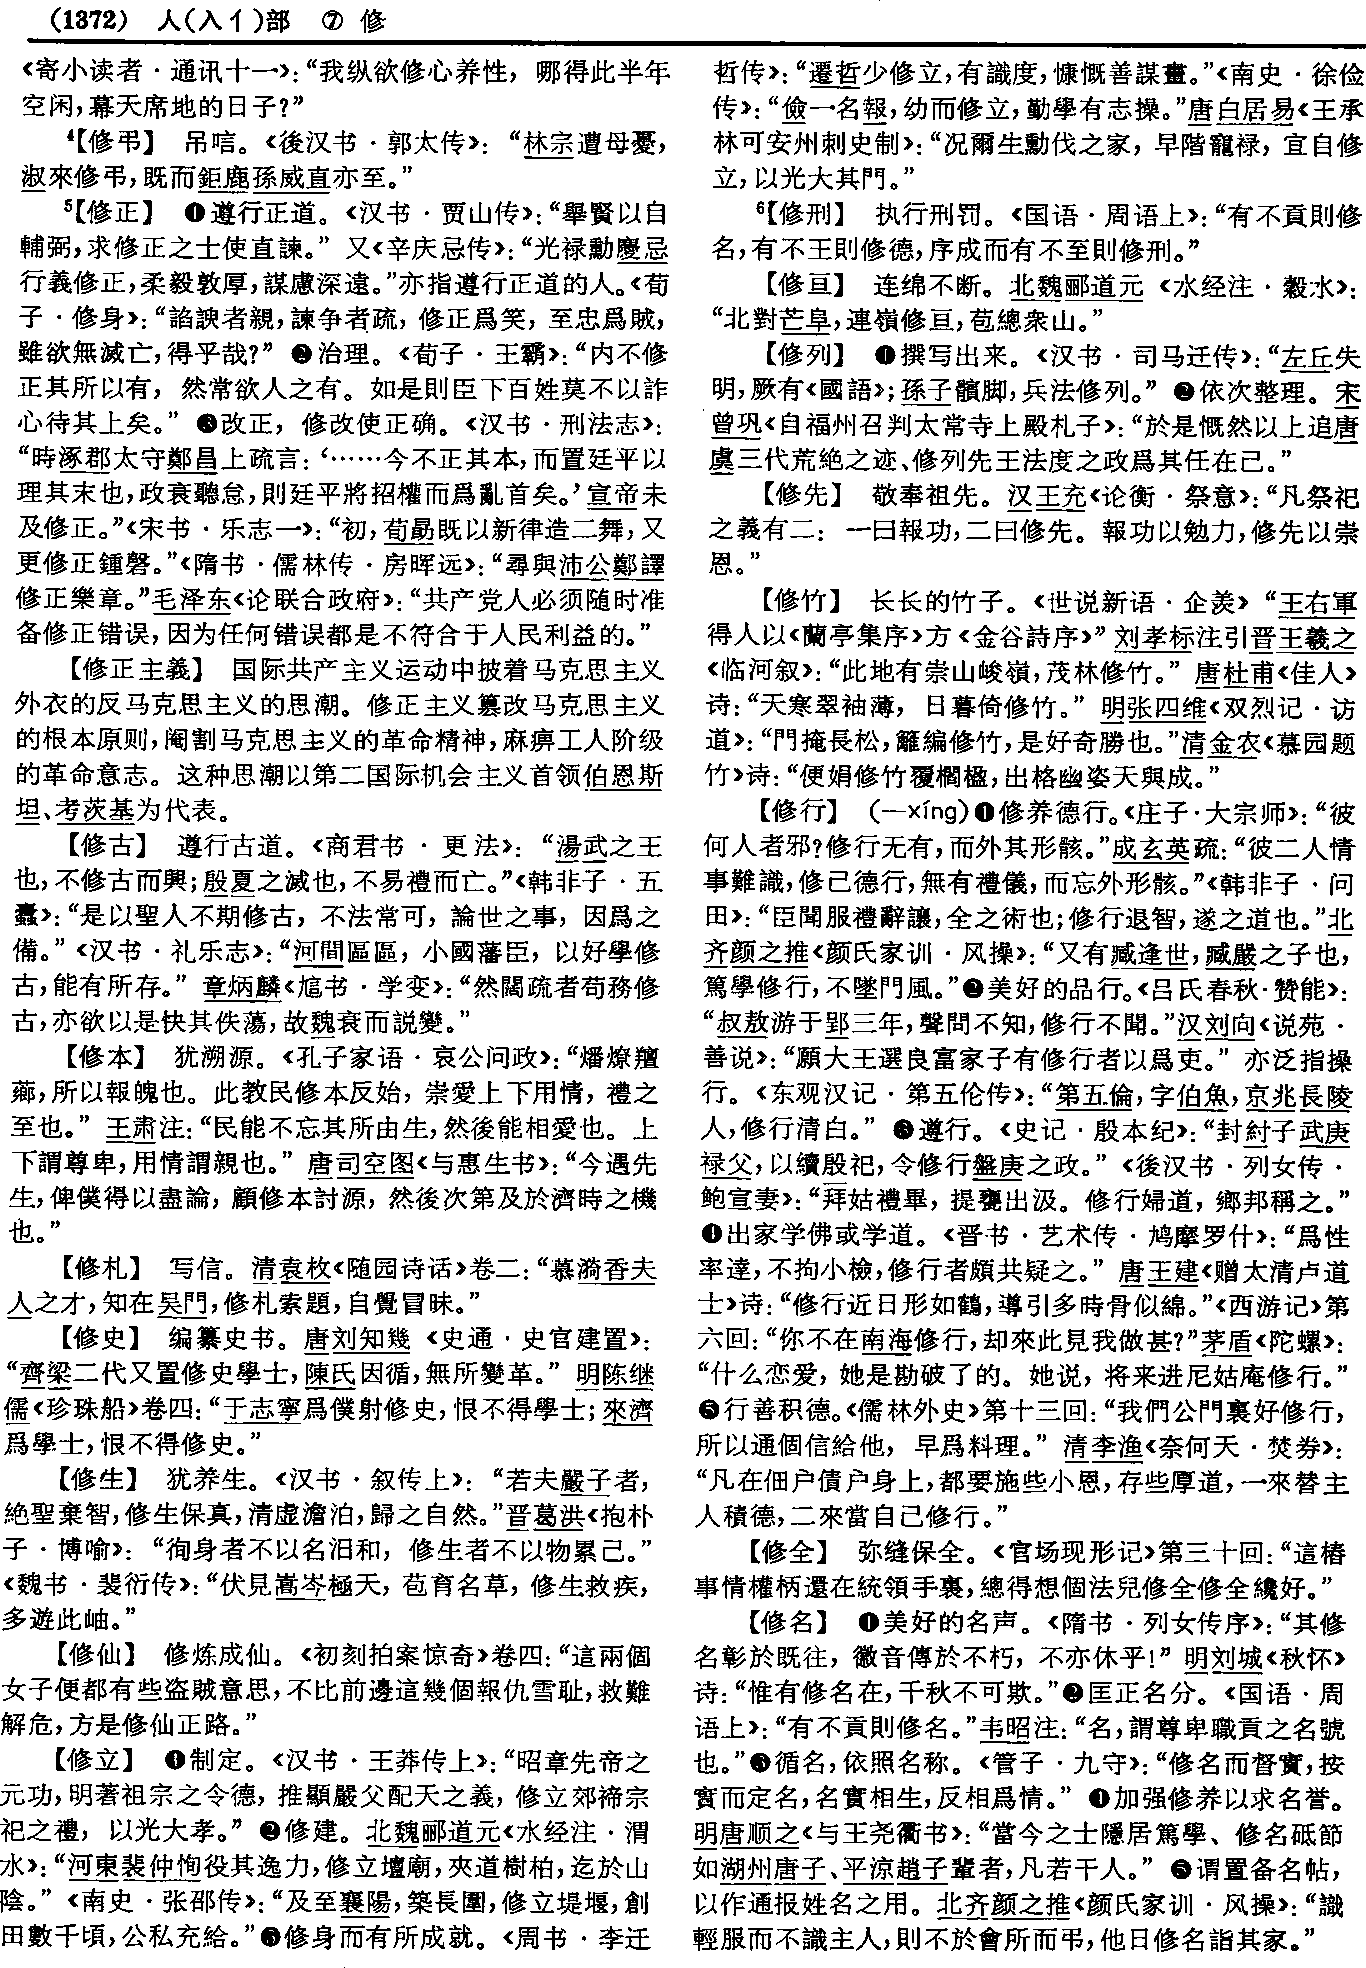 (1372) 人(入亻)部 ⑦ 修
《寄小读者·通讯十一》：“我纵欲修心养性，哪得此半年
空闲，幕天席地的日子？”
⁴【修弔】 吊唁。《後汉书·郭太传》：“林宗遭母憂，
淑來修弔，既而鉅鹿孫威直亦至。”
⁵【修正】 ❶遵行正道。《汉书·贾山传》：“舉賢以自
輔弼，求修正之士使直諫。”又《辛庆忌传》：“光禄勳慶忌
行義修正，柔毅敦厚，謀慮深遠。”亦指遵行正道的人。《荀
子·修身》：“諂諛者親，諫争者疏，修正爲笑，至忠爲賊，
雖欲無滅亡，得乎哉？” ❷治理。《荀子·王霸》：“内不修
正其所以有，然常欲人之有。如是則臣下百姓莫不以詐
心待其上矣。” ❸改正，修改使正确。《汉书·刑法志》：
“時涿郡太守鄭昌上疏言：‘……今不正其本，而置廷平以
理其末也，政衰聽怠，則廷平將招權而爲亂首矣。’宣帝未
及修正。”《宋书·乐志一》：“初，荀勗既以新律造二舞，又
更修正鍾磬。”《隋书·儒林传·房晖远》：“尋與沛公鄭譯
修正樂章。”毛泽东《论联合政府》：“共产党人必须随时准
备修正错误，因为任何错误都是不符合于人民利益的。”
【修正主義】 国际共产主义运动中披着马克思主义
外衣的反马克思主义的思潮。修正主义篡改马克思主义
的根本原则，阉割马克思主义的革命精神，麻痹工人阶级
的革命意志。这种思潮以第二国际机会主义首领伯恩斯
坦、考茨基为代表。
【修古】 遵行古道。《商君书·更法》：“湯武之王
也，不修古而興；殷夏之滅也，不易禮而亡。”《韩非子·五
蠹》：“是以聖人不期修古，不法常可，論世之事，因爲之
備。”《汉书·礼乐志》：“河間區區，小國藩臣，以好學修
古，能有所存。” 章炳麟《訄书·学变》：“然闊疏者苟務修
古，亦欲以是快其佚蕩，故魏衰而説變。”
【修本】 犹溯源。《孔子家语·哀公问政》：“燔燎羶
薌，所以報魄也。此教民修本反始，崇愛上下用情，禮之
至也。” 王肃注：“民能不忘其所由生，然後能相愛也。上
下謂尊卑，用情謂親也。” 唐司空图《与惠生书》：“今遇先
生，俾僕得以盡論，顧修本討源，然後次第及於濟時之機
也。”
【修札】 写信。清袁枚《随园诗话》卷二：“慕漪香夫
人之才，知在吴門，修札索題，自覺冒昧。”
【修史】 编纂史书。唐刘知幾《史通·史官建置》：
“齊梁二代又置修史學士，陳氏因循，無所變革。” 明陈继
儒《珍珠船》卷四：“于志寧爲僕射修史，恨不得學士；來濟
爲學士，恨不得修史。”
【修生】 犹养生。《汉书·叙传上》：“若夫嚴子者，
絶聖棄智，修生保真，清虚澹泊，歸之自然。”晋葛洪《抱朴
子·博喻》：“徇身者不以名汩和，修生者不以物累己。”
《魏书·裴衍传》：“伏見嵩岑極天，苞育名草，修生救疾，
多遊此岫。”
【修仙】 修炼成仙。《初刻拍案惊奇》卷四：“這兩個
女子便都有些盗賊意思，不比前邊這幾個報仇雪耻，救難
解危，方是修仙正路。”
【修立】 ❶制定。《汉书·王莽传上》：“昭章先帝之
元功，明著祖宗之令德，推顯嚴父配天之義，修立郊禘宗
祀之禮，以光大孝。” ❷修建。北魏郦道元《水经注·渭
水》：“河東裴仲恂役其逸力，修立壇廟，夾道樹柏，迄於山
陰。”《南史·张邵传》：“及至襄陽，築長圍，修立堤堰，創
田數千頃，公私充給。”❸修身而有所成就。《周书·李迁
哲传》：“遷哲少修立，有識度，慷慨善謀畫。”《南史·徐俭
传》：“儉一名報，幼而修立，勤學有志操。”唐白居易《王承
林可安州刺史制》：“况爾生勳伐之家，早階寵禄，宜自修
立，以光大其門。”
⁶【修刑】 执行刑罚。《国语·周语上》：“有不貢則修
名，有不王則修德，序成而有不至則修刑。”
【修亘】 连绵不断。北魏郦道元《水经注·穀水》：
“北對芒阜，連嶺修亘，苞總衆山。”
【修列】 ❶撰写出来。《汉书·司马迁传》：“左丘失
明，厥有《國語》；孫子髕脚，兵法修列。” ❷依次整理。宋
曾巩《自福州召判太常寺上殿札子》：“於是慨然以上追唐
虞三代荒絶之迹、修列先王法度之政爲其任在己。”
【修先】 敬奉祖先。汉王充《论衡·祭意》：“凡祭祀
之義有二：一曰報功，二曰修先。報功以勉力，修先以崇
恩。”
【修竹】 长长的竹子。《世说新语·企羡》“王右軍
得人以《蘭亭集序》方《金谷詩序》”刘孝标注引晋王羲之
《临河叙》：“此地有崇山峻嶺，茂林修竹。” 唐杜甫《佳人》
诗：“天寒翠袖薄，日暮倚修竹。” 明张四维《双烈记·访
道》：“門掩長松，籬編修竹，是好奇勝也。”清金农《慕园题
竹》诗：“便娟修竹覆櫩楹，出格幽姿天與成。”
【修行】 (一xíng)❶修养德行。《庄子·大宗师》：“彼
何人者邪？修行无有，而外其形骸。”成玄英疏：“彼二人情
事難識，修己德行，無有禮儀，而忘外形骸。”《韩非子·问
田》：“臣聞服禮辭讓，全之術也；修行退智，遂之道也。”北
齐颜之推《颜氏家训·风操》：“又有臧逢世，臧嚴之子也，
篤學修行，不墜門風。”❷美好的品行。《吕氏春秋·赞能》：
“叔敖游于郢三年，聲問不知，修行不聞。”汉刘向《说苑·
善说》：“願大王選良富家子有修行者以爲吏。” 亦泛指操
行。《东观汉记·第五伦传》：“第五倫，字伯魚，京兆長陵
人，修行清白。” ❸遵行。《史记·殷本纪》：“封紂子武庚
禄父，以續殷祀，令修行盤庚之政。”《後汉书·列女传·
鲍宣妻》：“拜姑禮畢，提甕出汲。修行婦道，鄉邦稱之。”
❹出家学佛或学道。《晋书·艺术传·鸠摩罗什》：“爲性
率達，不拘小檢，修行者頗共疑之。” 唐王建《赠太清卢道
士》诗：“修行近日形如鶴，導引多時骨似綿。”《西游记》第
六回：“你不在南海修行，却來此見我做甚？”茅盾《陀螺》：
“什么恋爱，她是勘破了的。她说，将来进尼姑庵修行。”
❺行善积德。《儒林外史》第十三回：“我們公門裏好修行，
所以通個信給他，早爲料理。” 清李渔《奈何天·焚券》：
“凡在佃户債户身上，都要施些小恩，存些厚道，一來替主
人積德，二來當自己修行。”
【修全】 弥缝保全。《官场现形记》第三十回：“這樁
事情權柄還在統領手裏，總得想個法兒修全修全纔好。”
【修名】 ❶美好的名声。《隋书·列女传序》：“其修
名彰於既往，徽音傳於不朽，不亦休乎！” 明刘城《秋怀》
诗：“惟有修名在，千秋不可欺。”❷匡正名分。《国语·周
语上》：“有不貢則修名。”韦昭注：“名，謂尊卑職貢之名號
也。”❸循名，依照名称。《管子·九守》：“修名而督實，按
實而定名，名實相生，反相爲情。” ❹加强修养以求名誉。
明唐顺之《与王尧衢书》：“當今之士隱居篤學、修名砥節
如湖州唐子、平涼趙子輩者，凡若干人。” ❺谓置备名帖，
以作通报姓名之用。北齐颜之推《颜氏家训·风操》：“識
輕服而不識主人，則不於會所而弔，他日修名詣其家。”